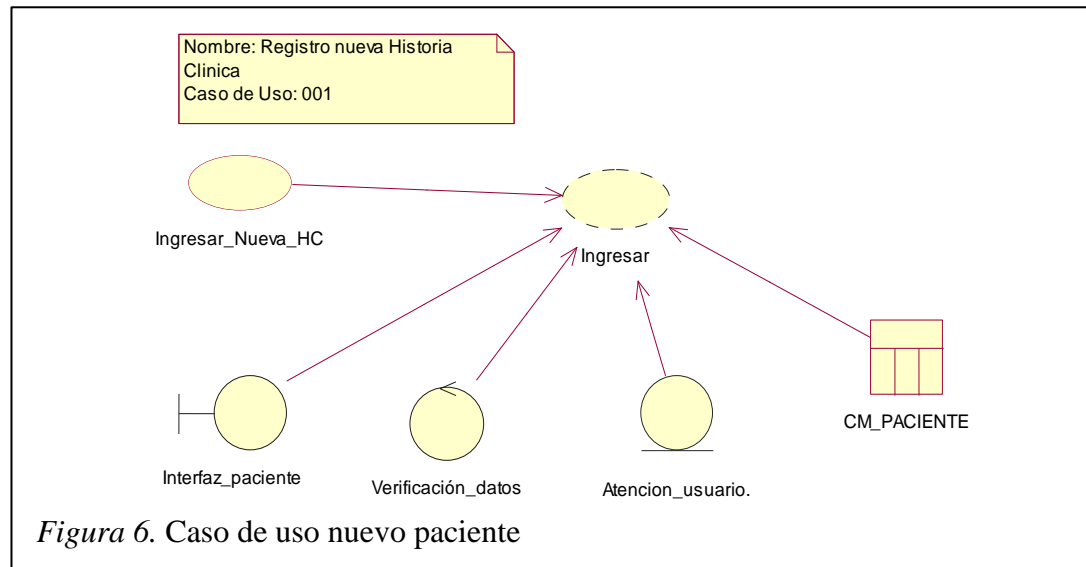 Nombre: Registro nueva Historia
Clinica
Caso de Uso: 001
Ingresar_Nueva_HC
Ingresar
CM_PACIENTE
Interfaz_paciente
Verificación_datos
Atencion_usuario.
Figura 6. Caso de uso nuevo paciente